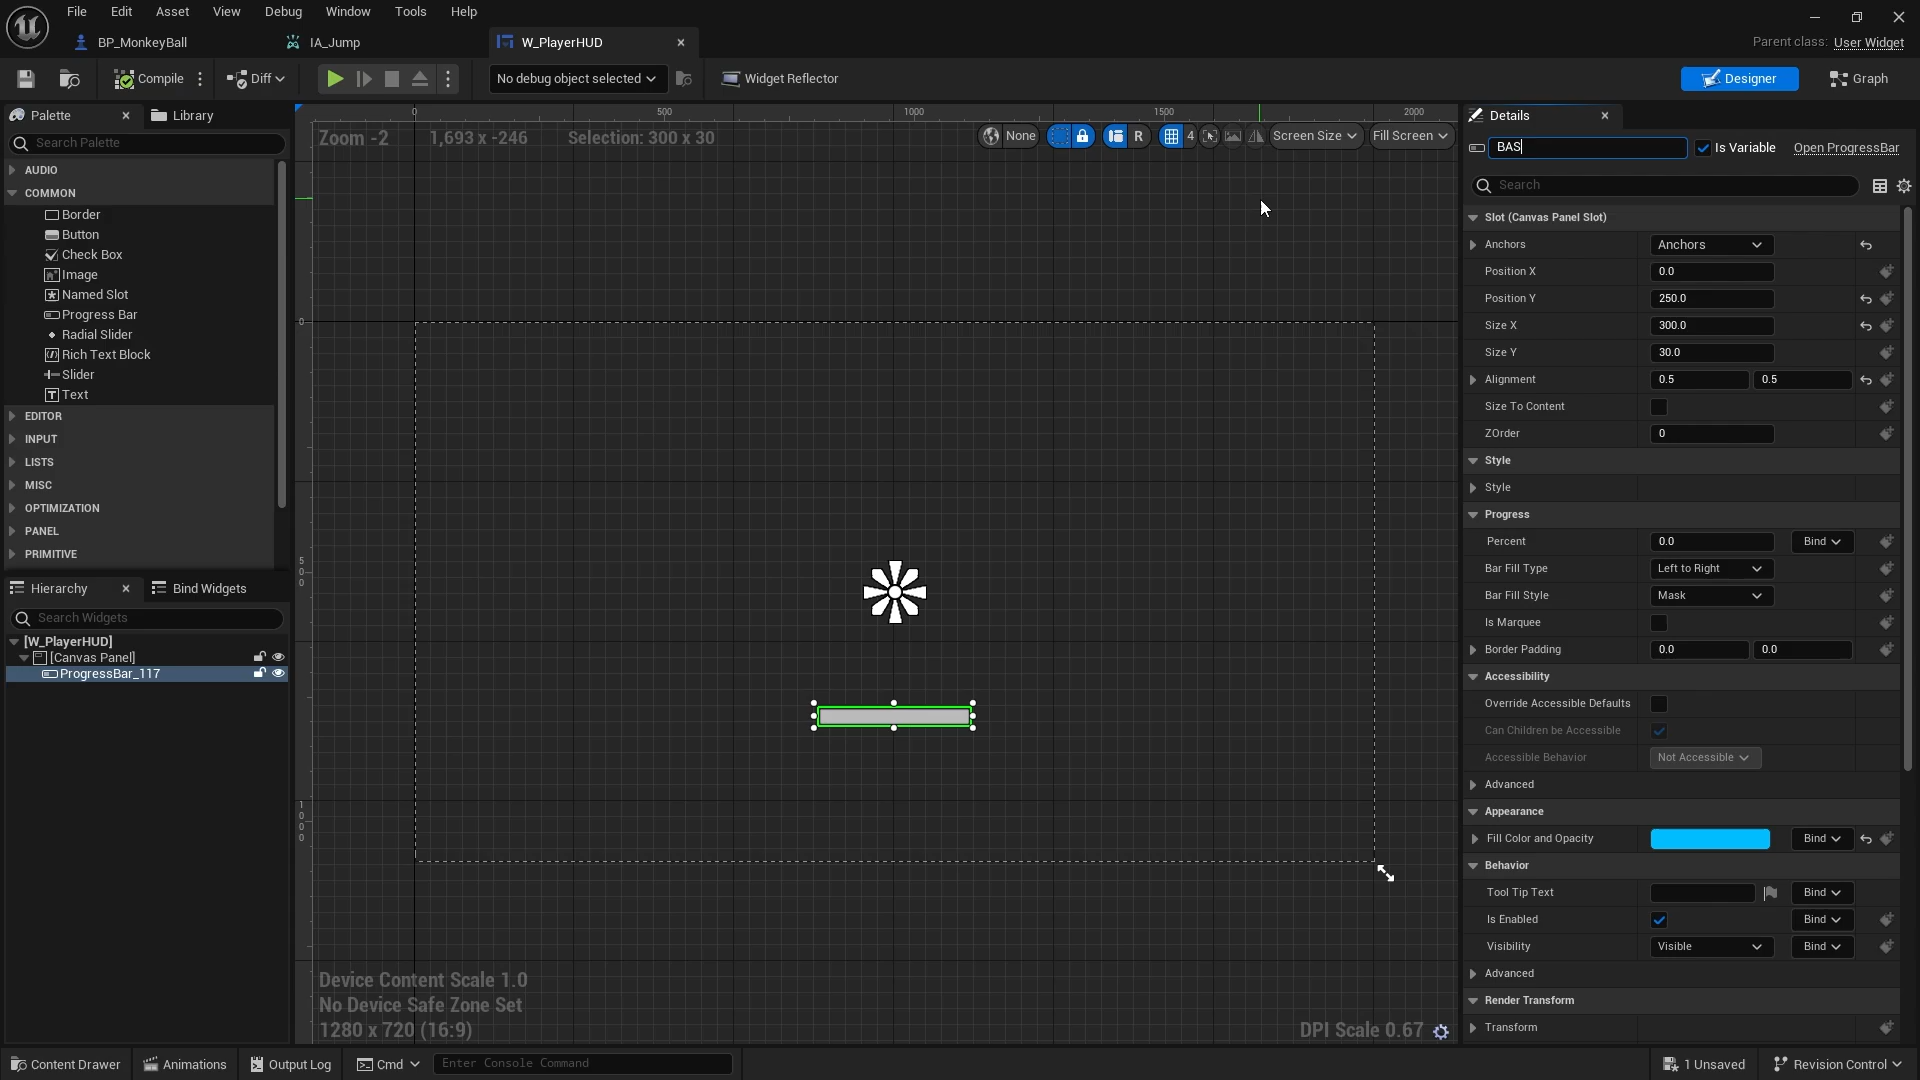 File Edit Asset View Debug Window Tools Help
BP_MonkeyBall IA_Jump W_PlayerHUD Parent class: User Widget
Compile Diff No debug object selected Widget Reflector Designer Graph
Palette Library
Search Palette
AUDIO
COMMON
Border
Button
Check Box
Image
Named Slot
Progress Bar
Radial Slider
Rich Text Block
Slider
Text
EDITOR
INPUT
LISTS
MISC
OPTIMIZATION
PANEL
PRIMITIVE
Hierarchy Bind Widgets
Search Widgets
[W_PlayerHUD]
[Canvas Panel]
ProgressBar_117
0 500 1000 1500 2000
Zoom -2 1,693 x -246 Selection: 300 x 30 None R 4 Screen Size Fill Screen
0
500
1000
Device Content Scale 1.0
No Device Safe Zone Set
1280 x 720 (16:9) DPI Scale 0.67
Details
BAS Is Variable Open ProgressBar
Search
Slot (Canvas Panel Slot)
Anchors Anchors
Position X 0.0
Position Y 250.0
Size X 300.0
Size Y 30.0
Alignment 0.5 0.5
Size To Content
ZOrder 0
Style
Style
Progress
Percent 0.0 Bind
Bar Fill Type Left to Right
Bar Fill Style Mask
Is Marquee
Border Padding 0.0 0.0
Accessibility
Override Accessible Defaults
Can Children be Accessible
Accessible Behavior Not Accessible
Advanced
Appearance
Fill Color and Opacity Bind
Behavior
Tool Tip Text Bind
Is Enabled Bind
Visibility Visible Bind
Advanced
Render Transform
Transform
Content Drawer Animations Output Log Cmd Enter Console Command 1 Unsaved Revision Control